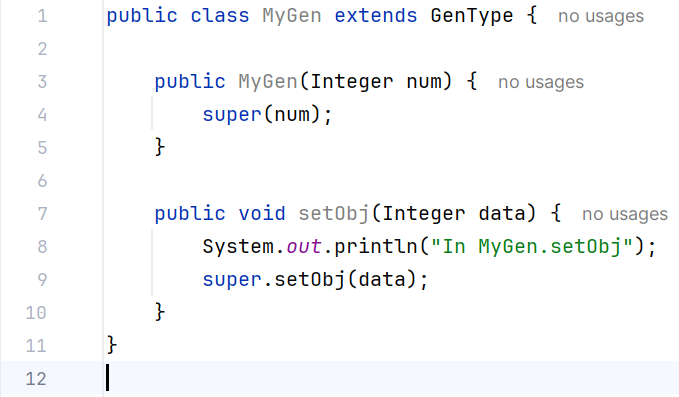 1 public class MyGen extends GenType { no usages
2
3     public MyGen(Integer num) { no usages
4         super(num);
5     }
6
7     public void setObj(Integer data) { no usages
8         System.out.println("In MyGen.setObj");
9         super.setObj(data);
10     }
11 }
12